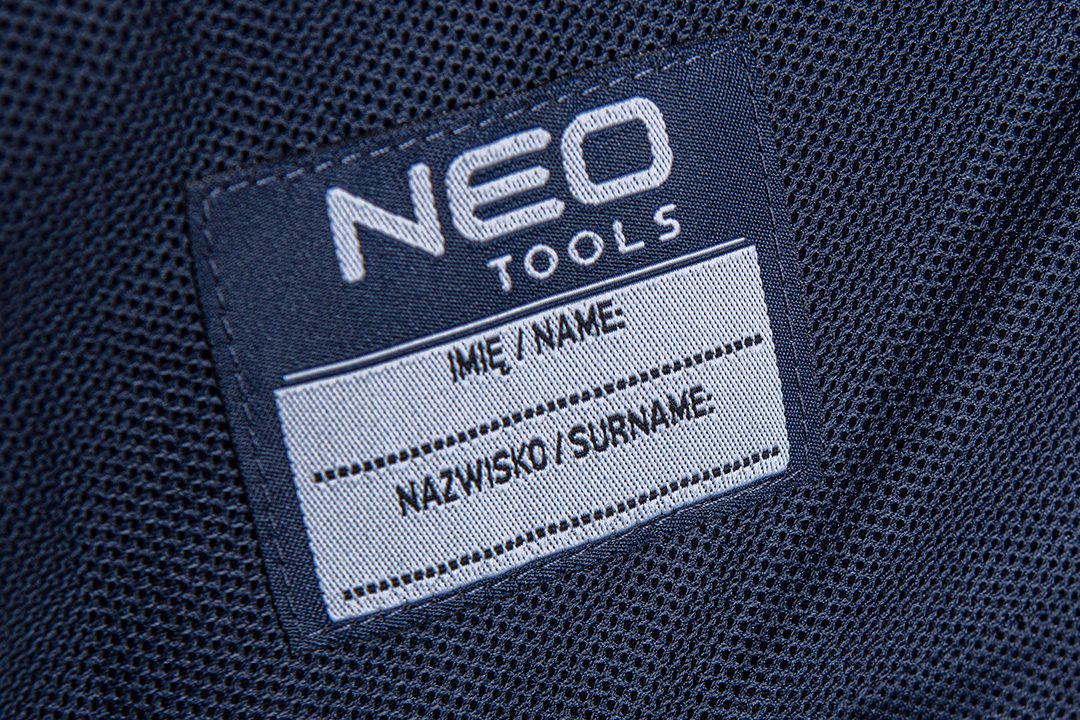 NEO
TOOLS
IMIĘ / NAME:
NAZWISKO / SURNAME: